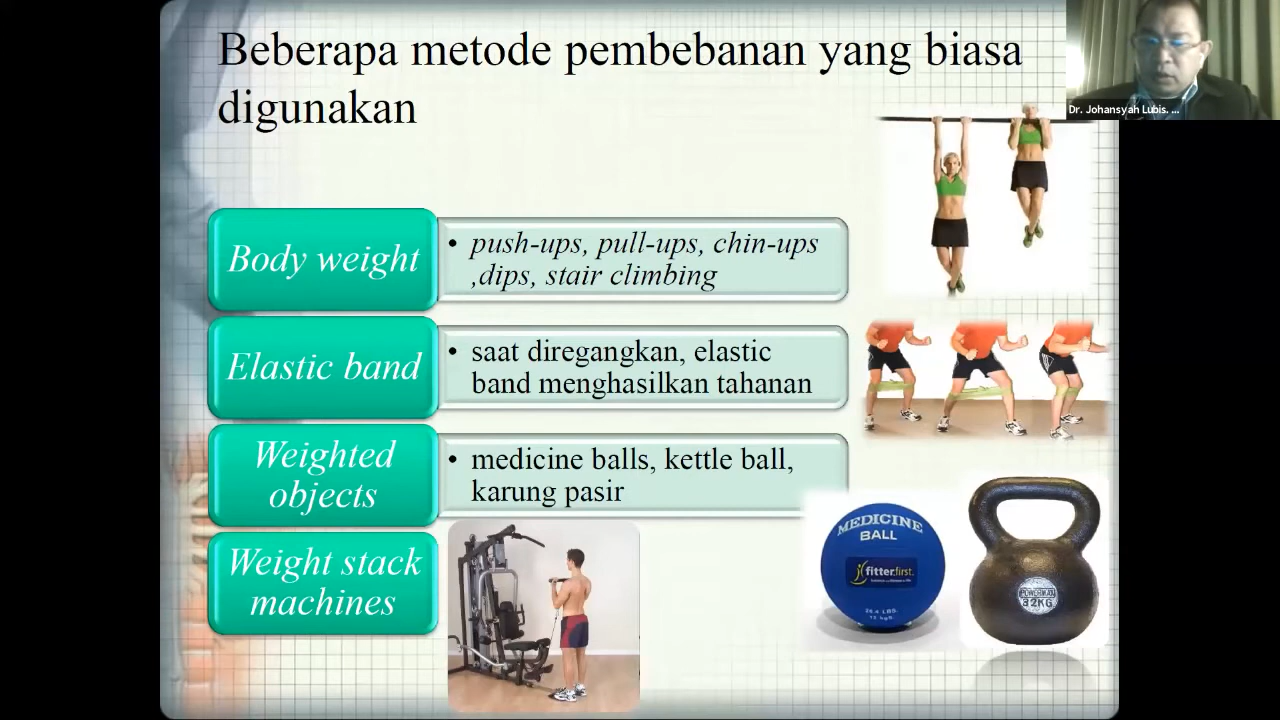 Beberapa metode pembebanan yang biasa
digunakan
Dr. Johansyah Lubis. ...
Body weight
• push-ups, pull-ups, chin-ups
,dips, stair climbing
Elastic band
• saat diregangkan, elastic
band menghasilkan tahanan
Weighted
objects
• medicine balls, kettle ball,
karung pasir
Weight stack
machines
MEDICINE
BALL
fitterfirst.
32KG